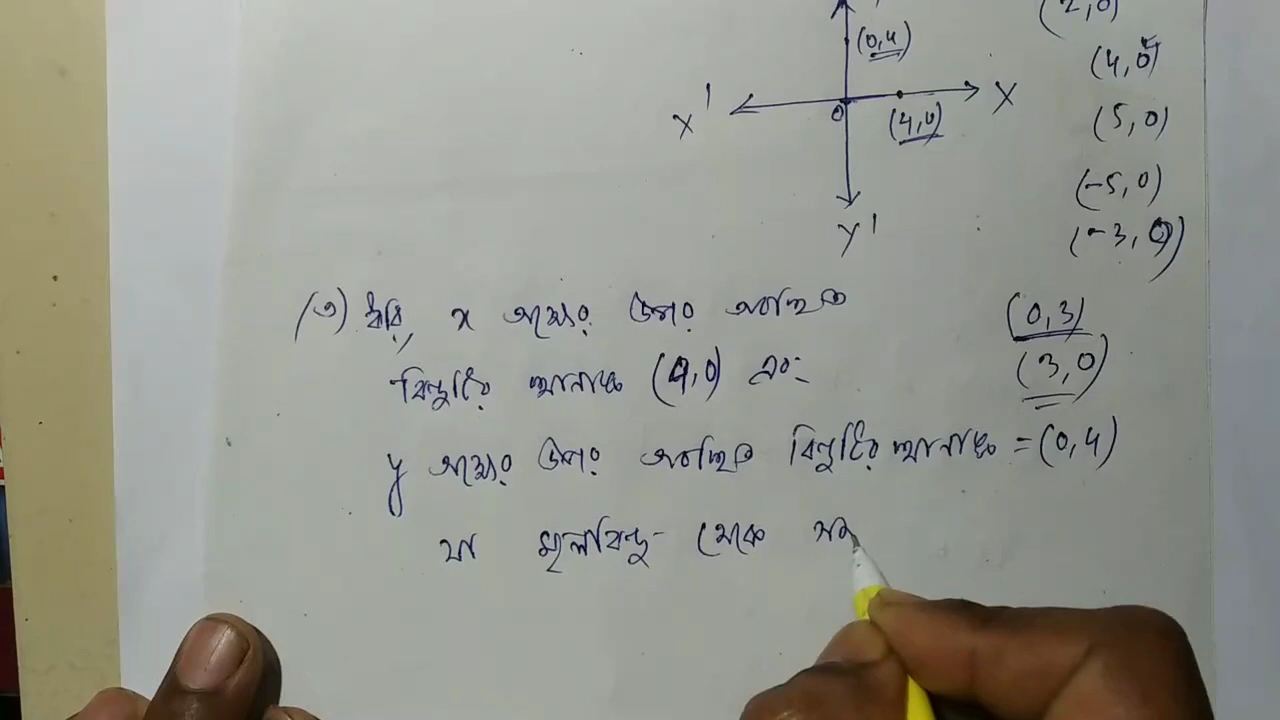 (2,0)
(0,4)
(4,0)
X'
X
0
(4,0)
(5,0)
(-5,0)
Y'
(-3,0)
(৩) ধরি, x অক্ষের উপর অবস্থিত
(0,3)
বিন্দুটির স্থানাঙ্ক (4,0) এবং
(3,0)
y অক্ষের উপর অবস্থিত বিন্দুটির স্থানাঙ্ক = (0,4)
যা মূলবিন্দু থেকে সম